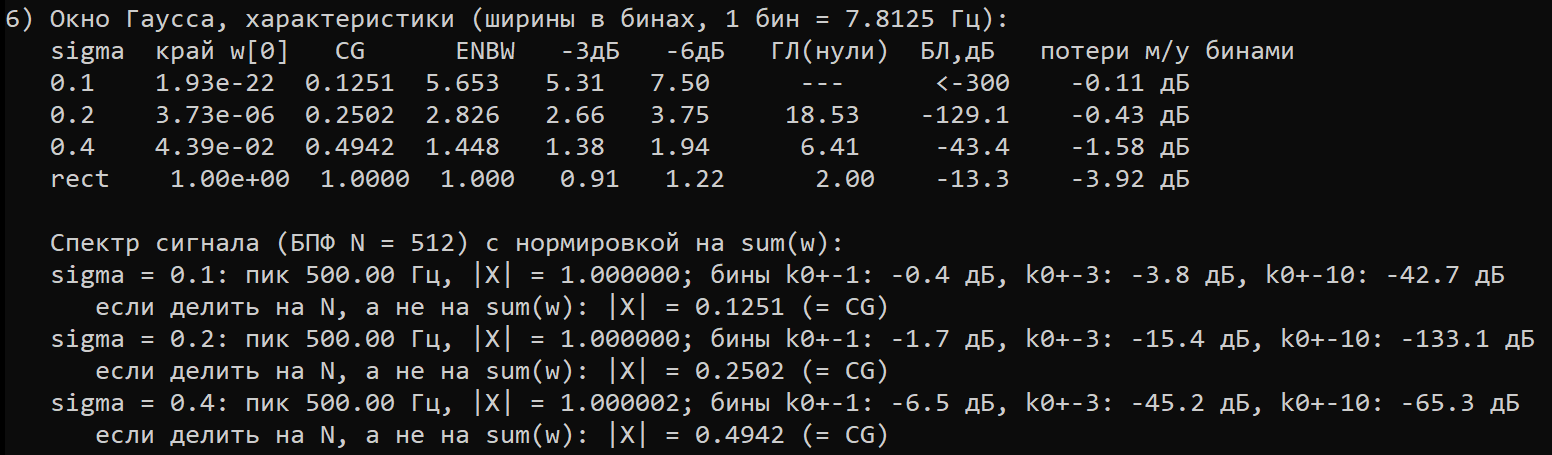 6) Окно Гаусса, характеристики (ширины в бинах, 1 бин = 7.8125 Гц):
sigma край w[0] CG ENBW -3дБ -6дБ ГЛ(нули) БЛ,дБ потери м/у бинами
0.1 1.93e-22 0.1251 5.653 5.31 7.50 --- <-300 -0.11 дБ
0.2 3.73e-06 0.2502 2.826 2.66 3.75 18.53 -129.1 -0.43 дБ
0.4 4.39e-02 0.4942 1.448 1.38 1.94 6.41 -43.4 -1.58 дБ
rect 1.00e+00 1.0000 1.000 0.91 1.22 2.00 -13.3 -3.92 дБ
Спектр сигнала (БПФ N = 512) с нормировкой на sum(w):
sigma = 0.1: пик 500.00 Гц, |X| = 1.000000; бины k0+-1: -0.4 дБ, k0+-3: -3.8 дБ, k0+-10: -42.7 дБ
если делить на N, а не на sum(w): |X| = 0.1251 (= CG)
sigma = 0.2: пик 500.00 Гц, |X| = 1.000000; бины k0+-1: -1.7 дБ, k0+-3: -15.4 дБ, k0+-10: -133.1 дБ
если делить на N, а не на sum(w): |X| = 0.2502 (= CG)
sigma = 0.4: пик 500.00 Гц, |X| = 1.000002; бины k0+-1: -6.5 дБ, k0+-3: -45.2 дБ, k0+-10: -65.3 дБ
если делить на N, а не на sum(w): |X| = 0.4942 (= CG)